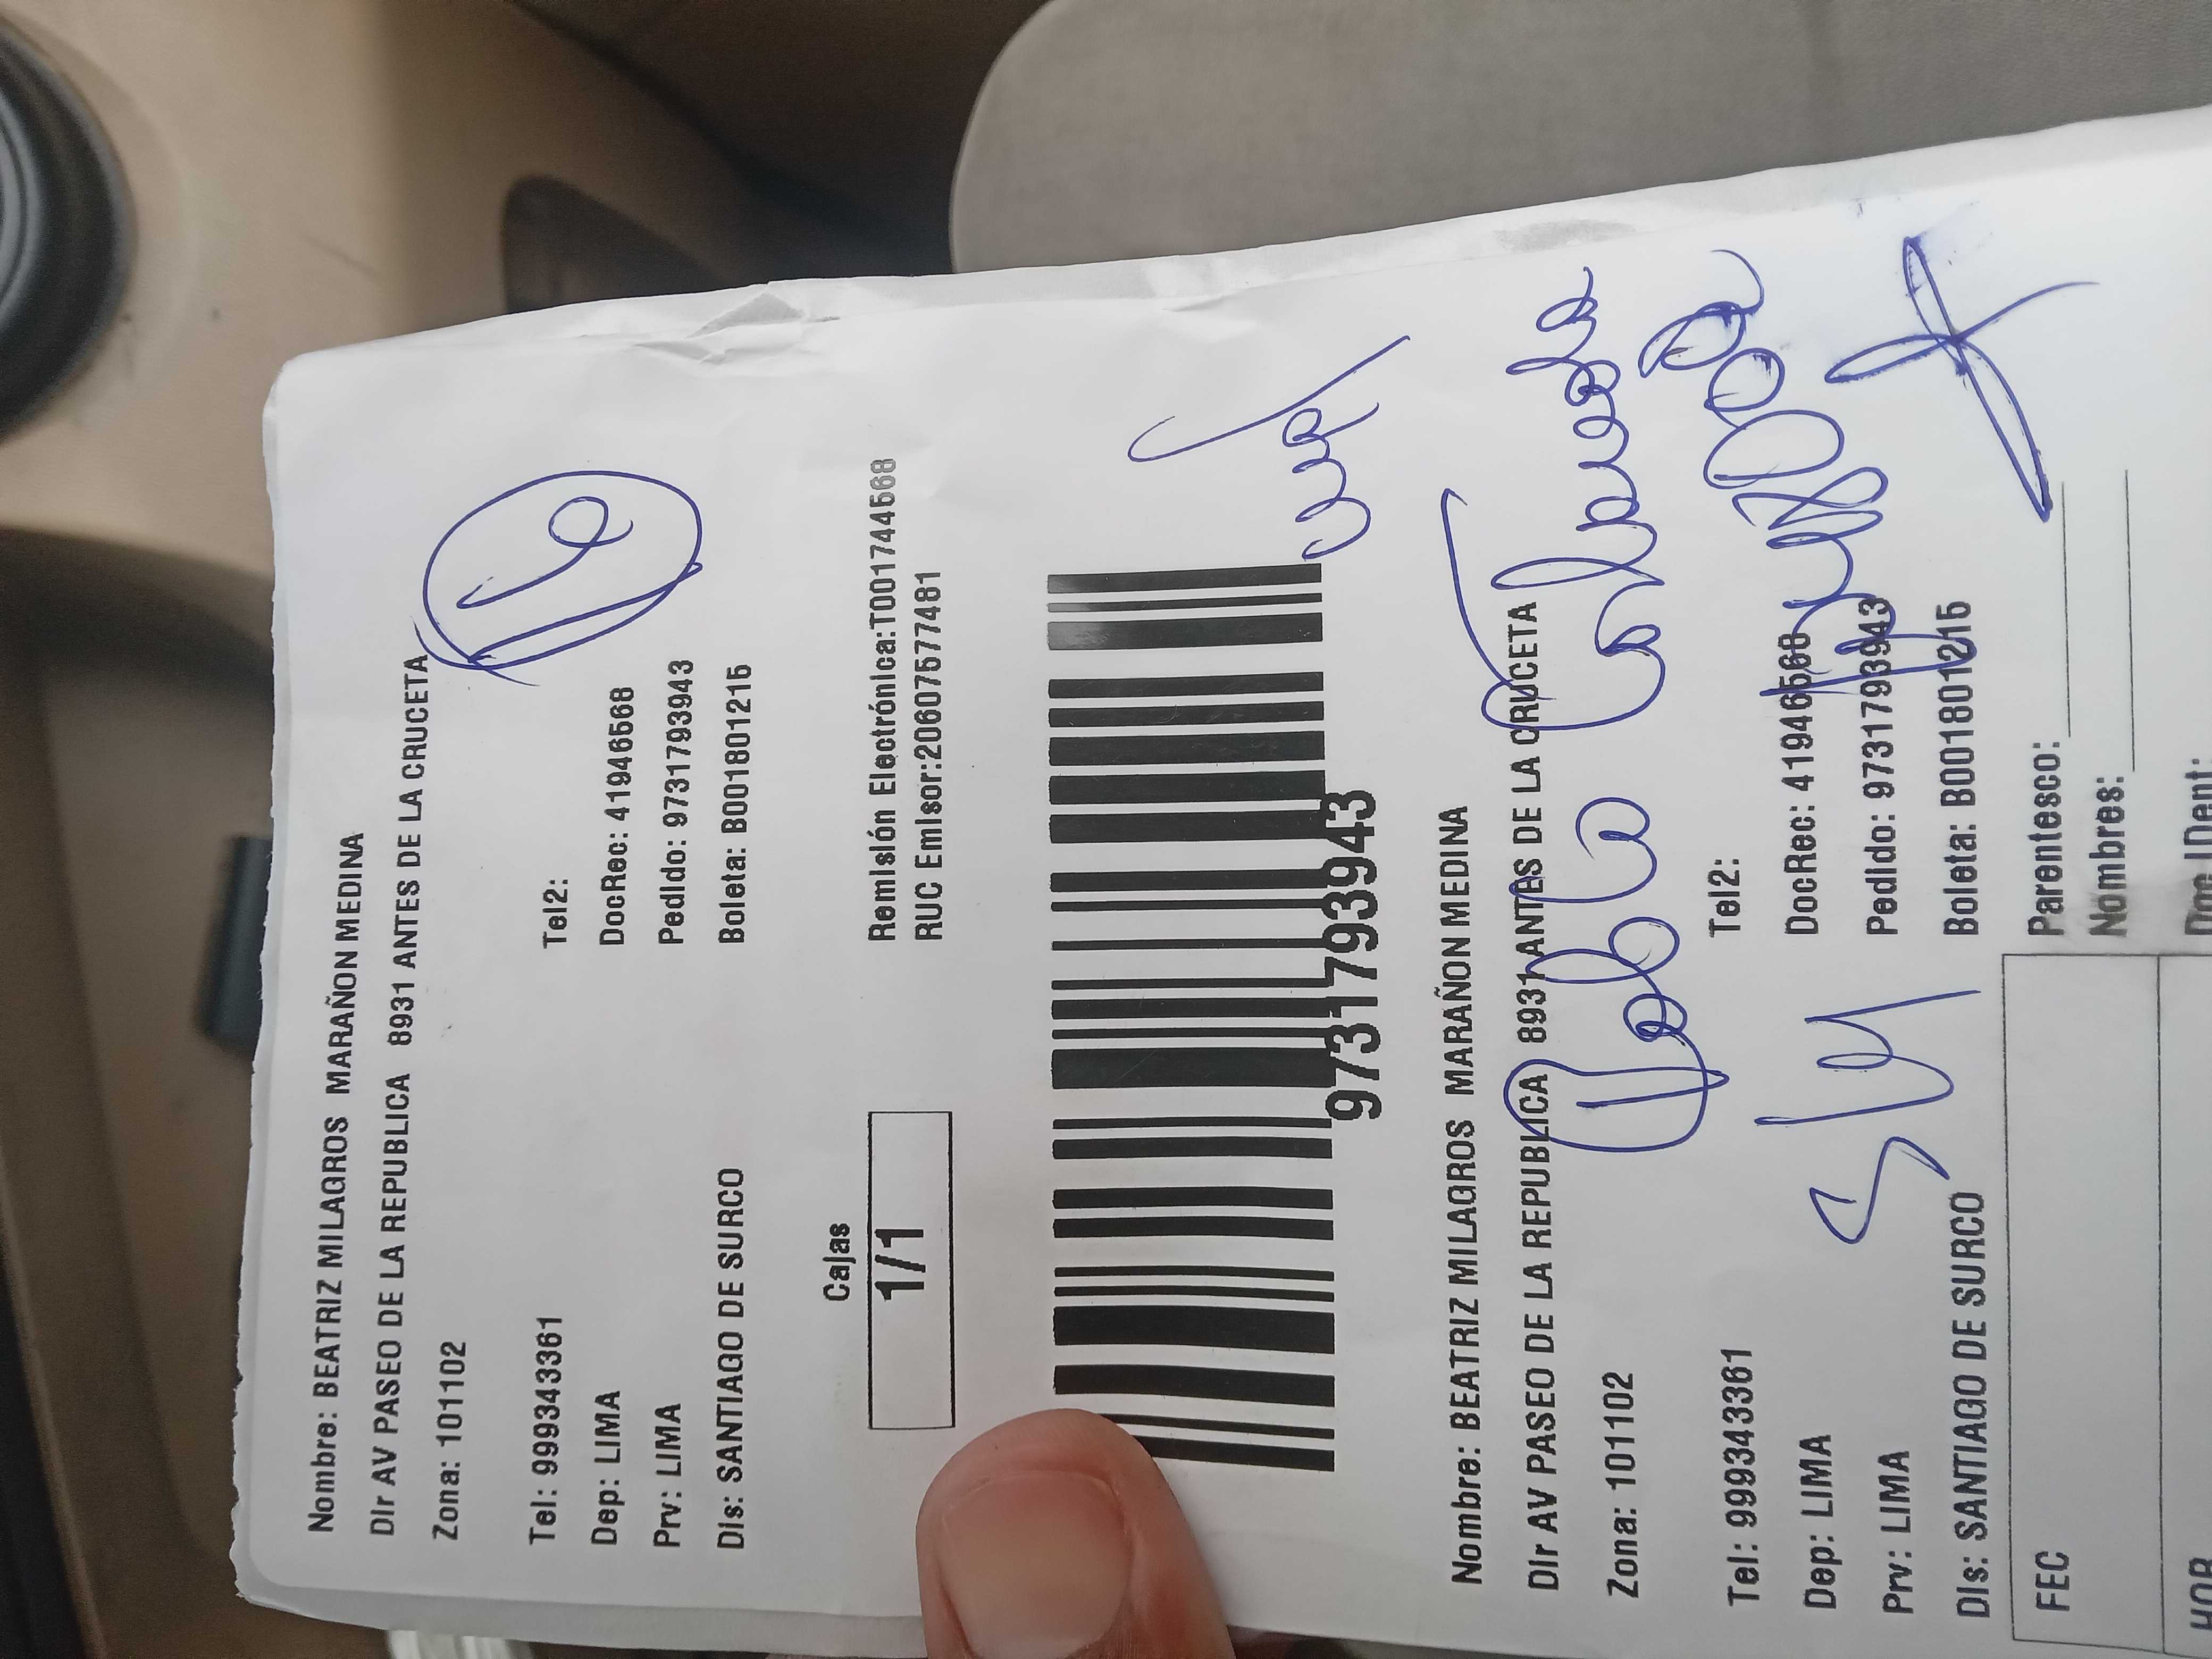 Nombre: BEATRIZ MILAGROS MARAÑON MEDINA
Dir AV PASEO DE LA REPUBLICA 8931 ANTES DE LA CRUCETA
Zona: 101102
Tel: 999343361 Tel2:
Dep: LIMA DocRec: 41946568
Prv: LIMA Pedido: 97317939​43
Dis: SANTIAGO DE SURCO Boleta: B001801215
Cajas
1/1
Remisión Electrónica:T001744568
RUC Emisor:20607577481
9731793943
Nombre: BEATRIZ MILAGROS MARAÑON MEDINA
Dir AV PASEO DE LA REPUBLICA 8931 ANTES DE LA CRUCETA
Zona: 101102
Tel: 999343361 Tel2:
Dep: LIMA DocRec: 41946568
Prv: LIMA Pedido: 9731793943
Dis: SANTIAGO DE SURCO Boleta: B001801215
FEC
Parentesco:
Nombres: